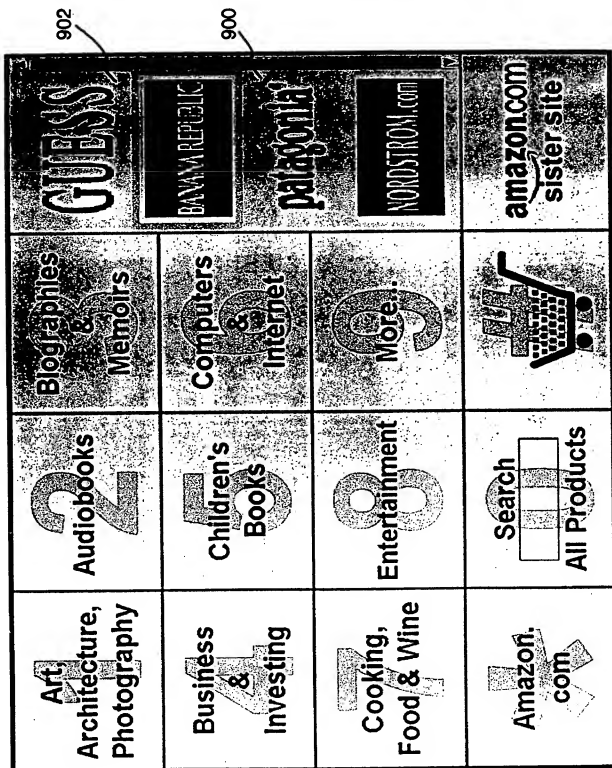 1
Art,
Architecture,
Photography
2
Audiobooks
3
Biographies
&
Memoirs
GUESS
902
4
Business
&
Investing
5
Children's
Books
6
Computers
&
Internet
BANANA REPUBLIC
7
Cooking,
Food & Wine
8
Entertainment
9
More...
patagonia
900
NORDSTROM.com
*
Amazon.
com
0
Search
All Products
#
amazon.com
sister site